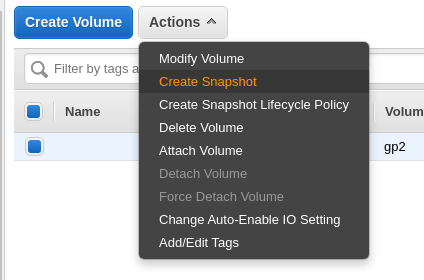 Create Volume Actions
Modify Volume
Filter by tags a
Create Snapshot
Create Snapshot Lifecycle Policy
Name Volum
Delete Volume
Attach Volume
gp2
Detach Volume
Force Detach Volume
Change Auto-Enable IO Setting
Add/Edit Tags